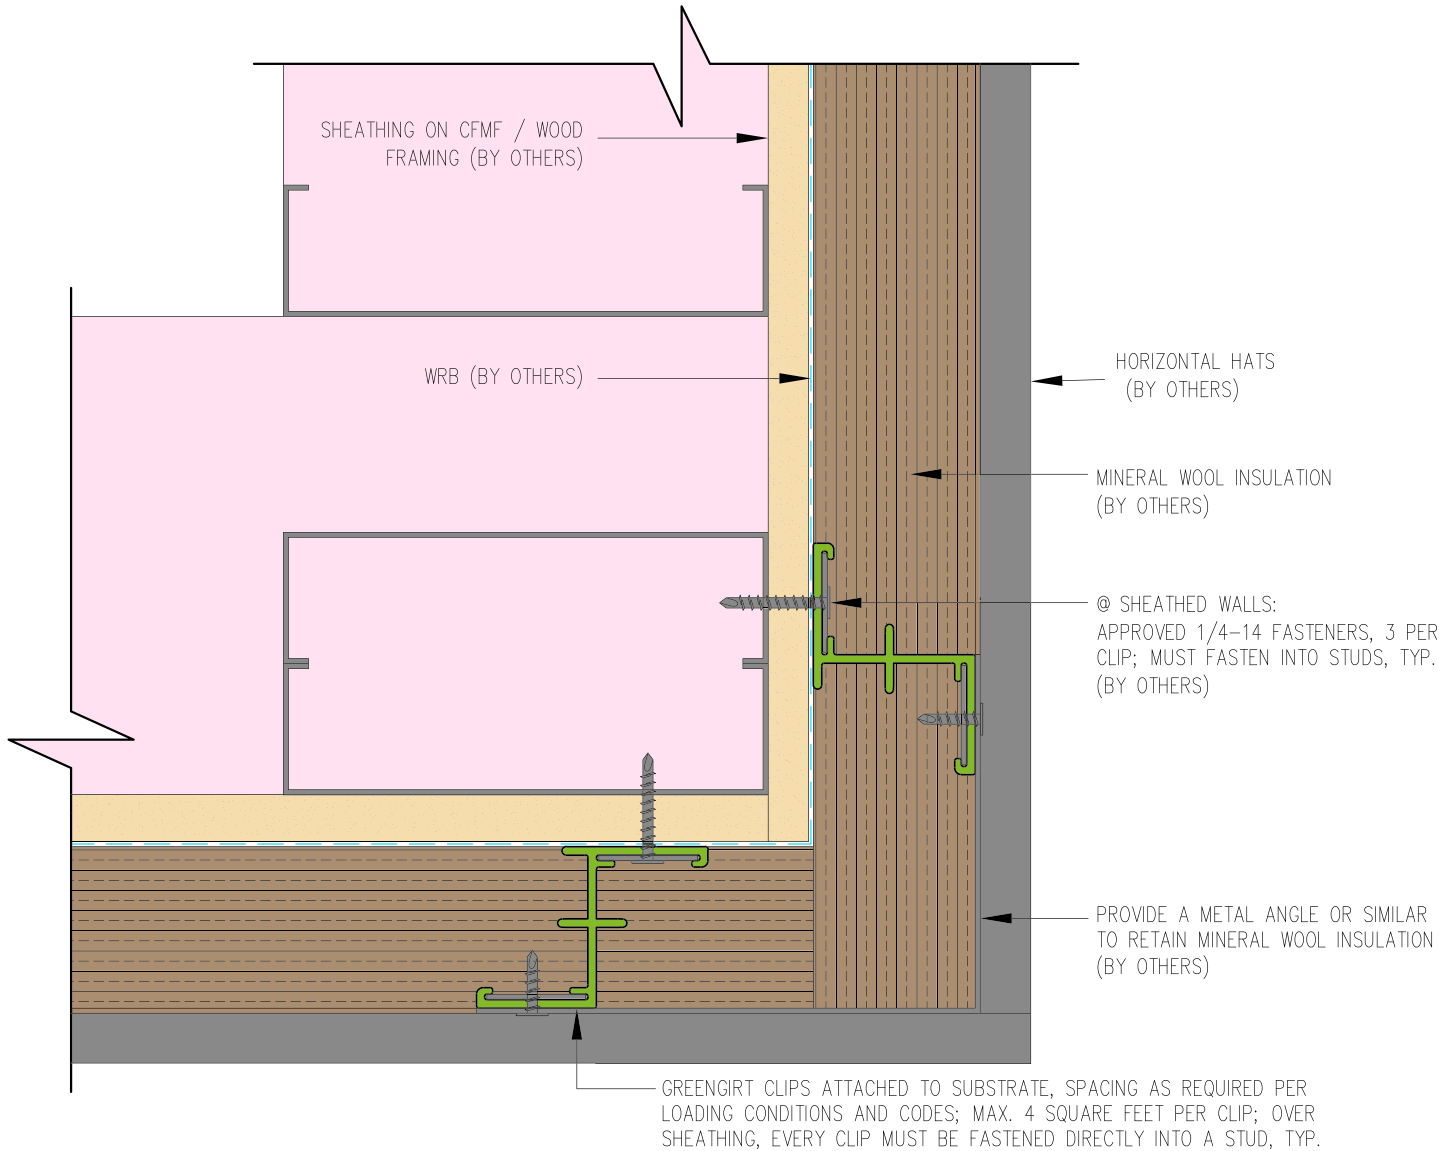 SHEATHING ON CFMF / WOOD
FRAMING (BY OTHERS)
WRB (BY OTHERS)
HORIZONTAL HATS
(BY OTHERS)
MINERAL WOOL INSULATION
(BY OTHERS)
@ SHEATHED WALLS:
APPROVED 1/4-14 FASTENERS, 3 PER
CLIP; MUST FASTEN INTO STUDS, TYP.
(BY OTHERS)
PROVIDE A METAL ANGLE OR SIMILAR
TO RETAIN MINERAL WOOL INSULATION
(BY OTHERS)
GREENGIRT CLIPS ATTACHED TO SUBSTRATE, SPACING AS REQUIRED PER
LOADING CONDITIONS AND CODES; MAX. 4 SQUARE FEET PER CLIP; OVER
SHEATHING, EVERY CLIP MUST BE FASTENED DIRECTLY INTO A STUD, TYP.